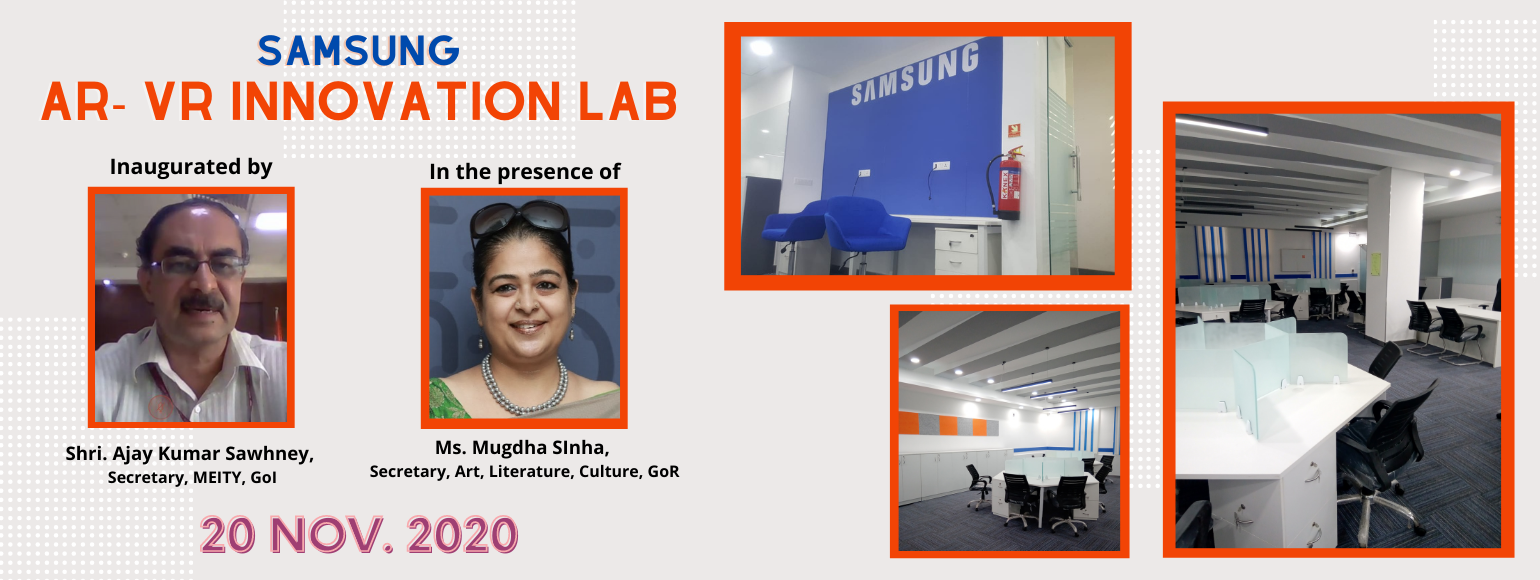 SAMSUNG
AR- VR INNOVATION LAB
Inaugurated by
In the presence of
Shri. Ajay Kumar Sawhney,
Secretary, MEITY, GoI
Ms. Mugdha SInha,
Secretary, Art, Literature, Culture, GoR
20 NOV. 2020
SAMSUNG
KANEX